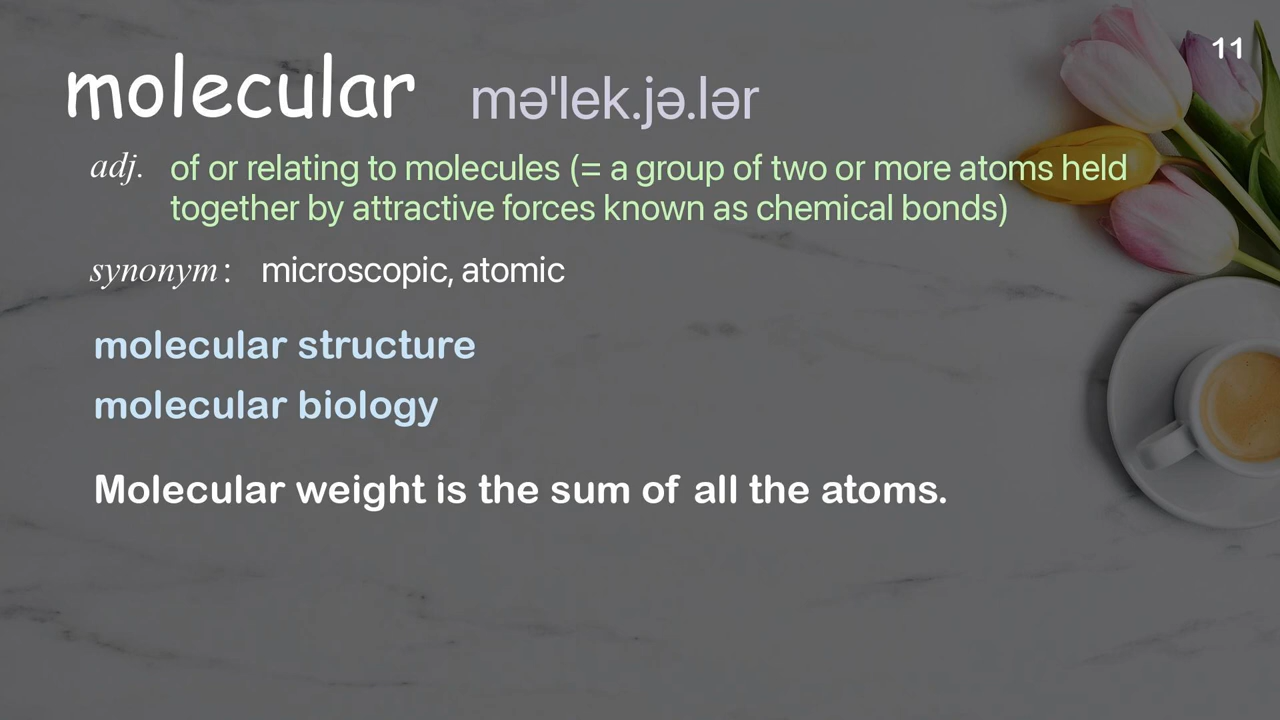 11
molecular məˈlek.jə.lər
adj. of or relating to molecules (= a group of two or more atoms held
together by attractive forces known as chemical bonds)
synonym: microscopic, atomic
molecular structure
molecular biology
Molecular weight is the sum of all the atoms.